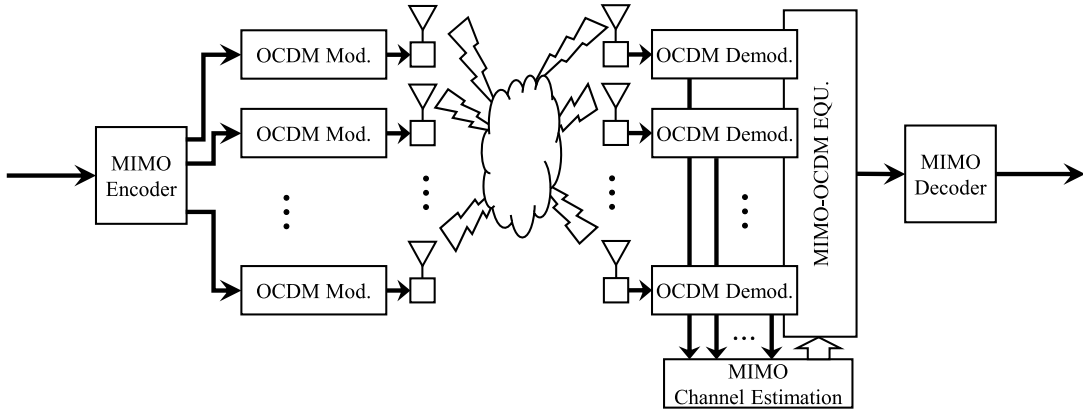 OCDM Mod.
OCDM Demod.
OCDM Mod.
OCDM Demod.
MIMO
Encoder
MIMO-OCDM EQU.
MIMO
Decoder
OCDM Mod.
OCDM Demod.
MIMO
Channel Estimation